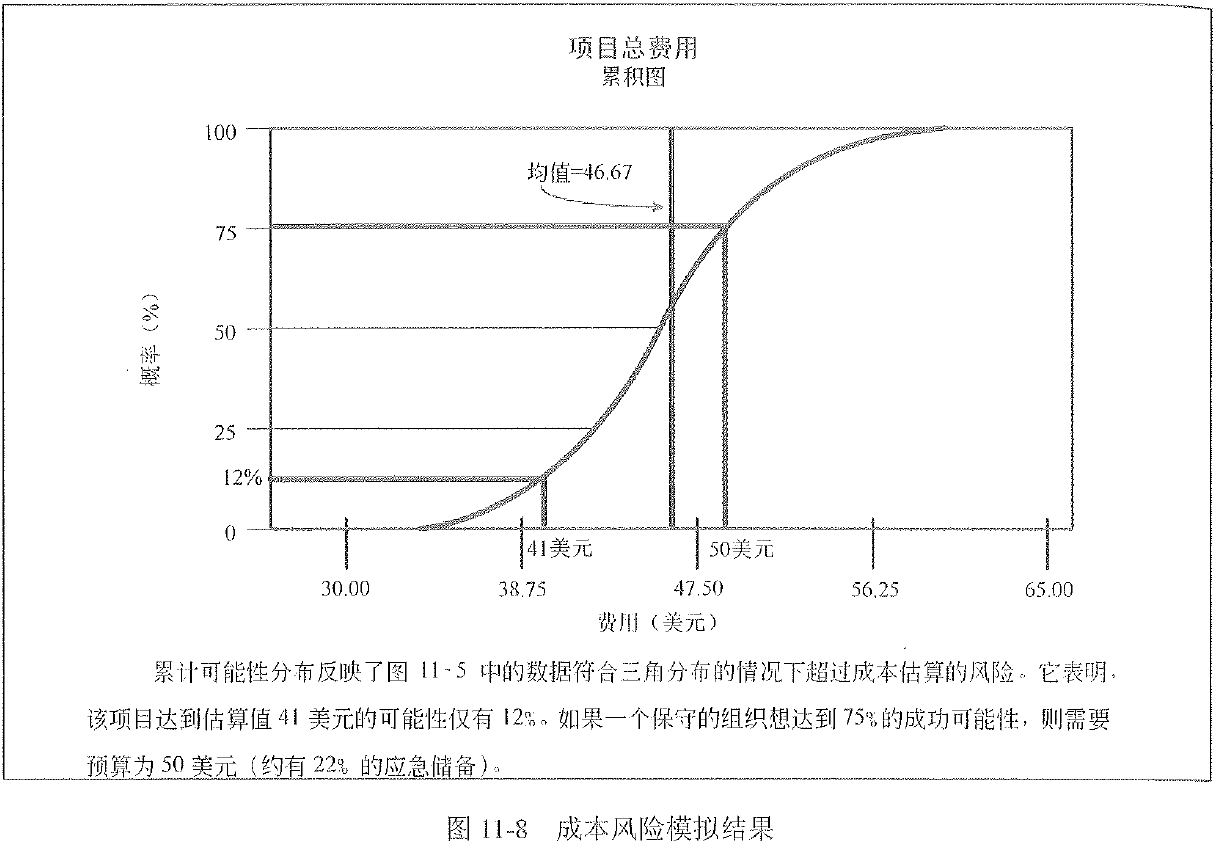 项目总费用
累积图
100
均值=46.67
75
概率（%）
50
25
12%
0
41美元
50美元
30.00
38.75
47.50
56.25
65.00
费用（美元）
累计可能性分布反映了图 11-5 中的数据符合三角分布的情况下超过成本估算的风险。它表明，
该项目达到估算值 41 美元的可能性仅有 12%。如果一个保守的组织想达到 75%的成功可能性，则需要
预算为 50 美元（约有 22% 的应急储备）。
图 11-8 成本风险模拟结果